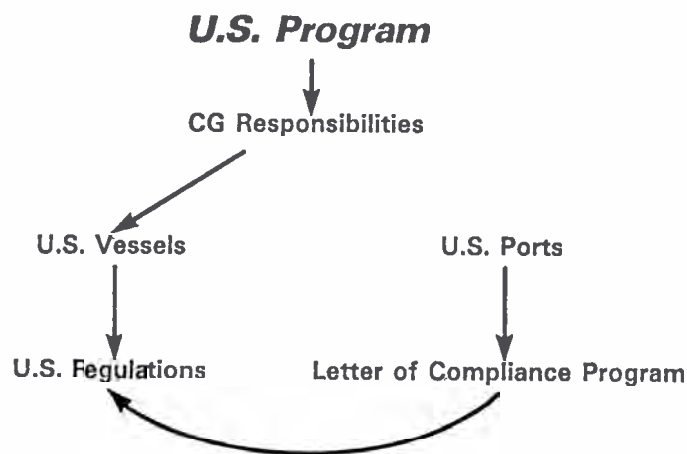 U.S. Program
CG Responsibilities
U.S. Vessels
U.S. Ports
U.S. Fegulations
Letter of Compliance Program